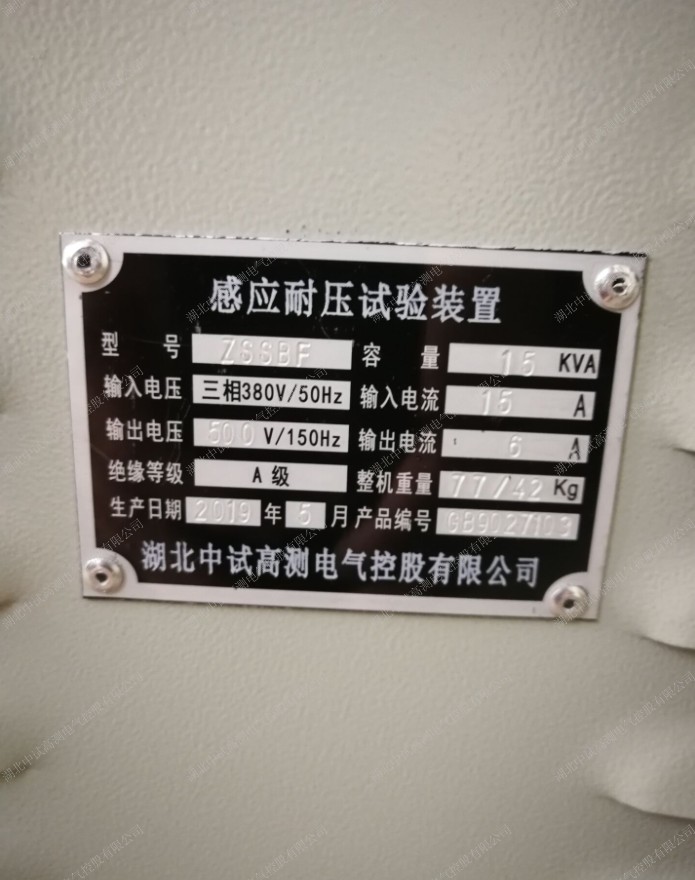 感应耐压试验装置
型 号 ZSSBF 容 量 15 KVA
输入电压 三相380V/50Hz 输入电流 15 A
输出电压 500 V/150Hz 输出电流 6 A
绝缘等级 A 级 整机重量 77/42 Kg
生产日期 2019 年 5 月 产品编号 GB9027103
湖北中试高测电气控股有限公司